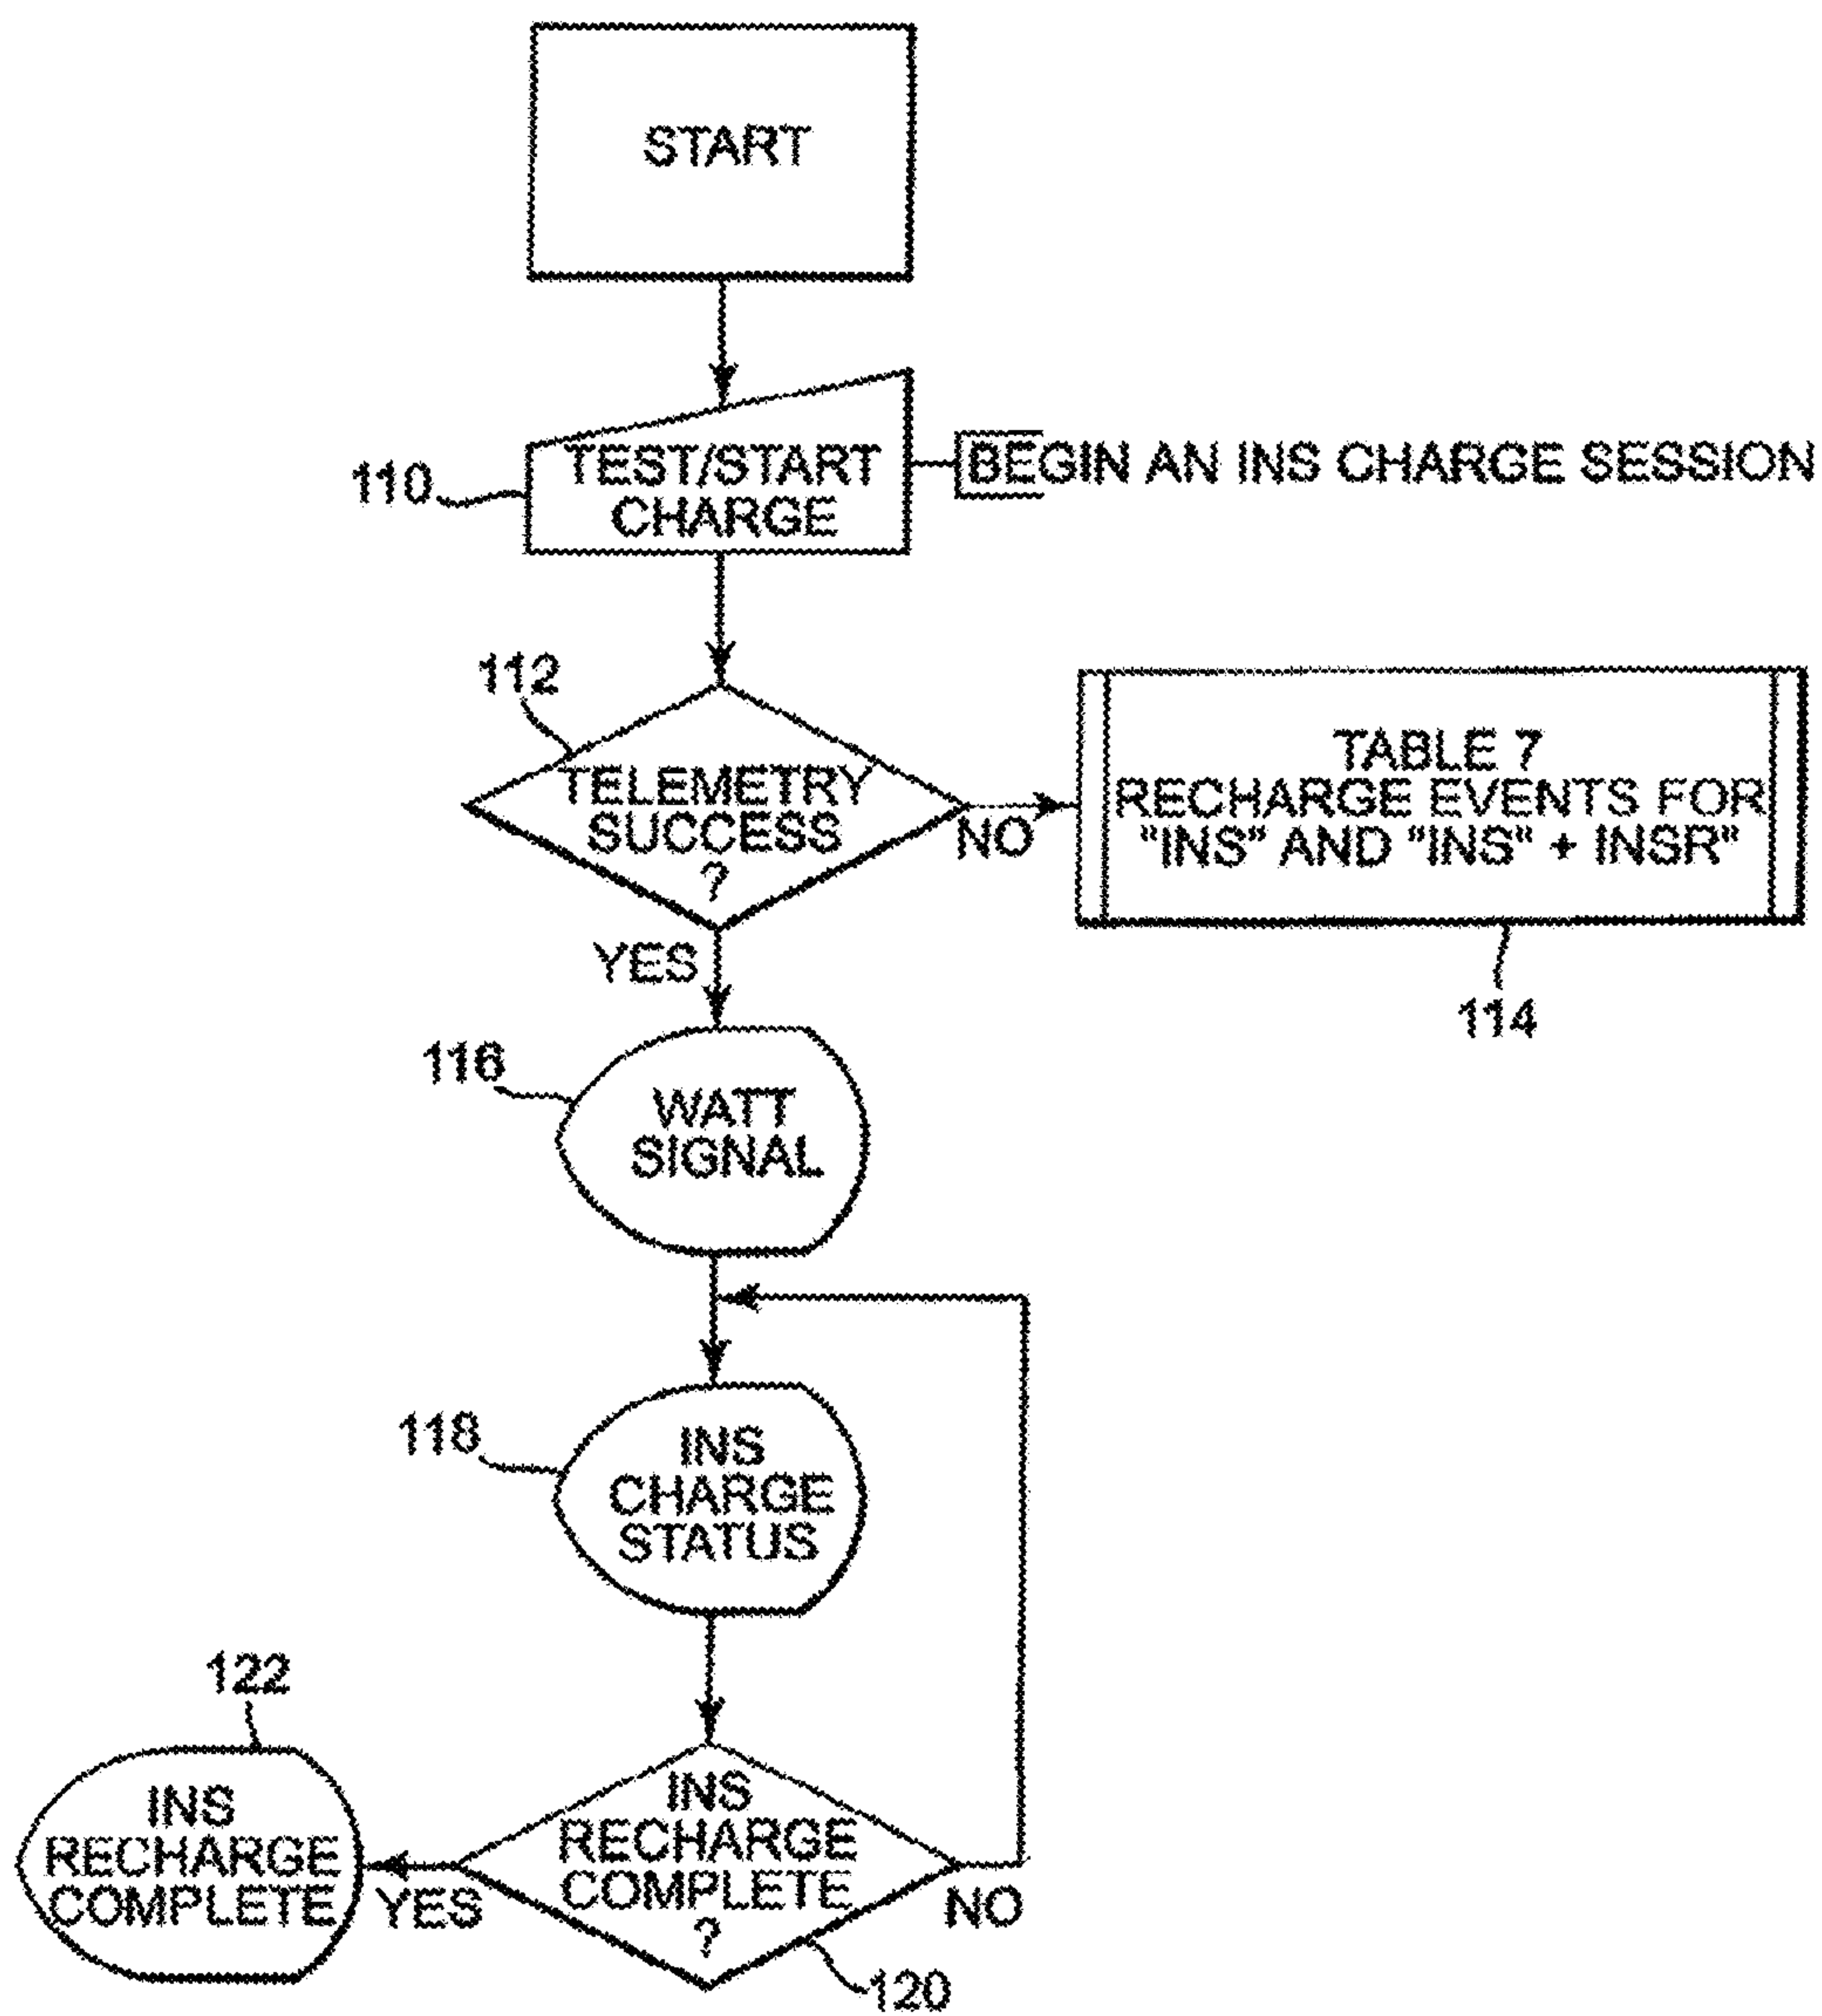 START
110
TEST/START
CHARGE
BEGIN AN INS CHARGE SESSION
112
TELEMETRY
SUCCESS
?
NO
TABLE 7
RECHARGE EVENTS FOR
"INS" AND "INS" + INSR"
114
YES
116
WATT
SIGNAL
118
INS
CHARGE
STATUS
122
INS
RECHARGE
COMPLETE
YES
INS
RECHARGE
COMPLETE
?
NO
120